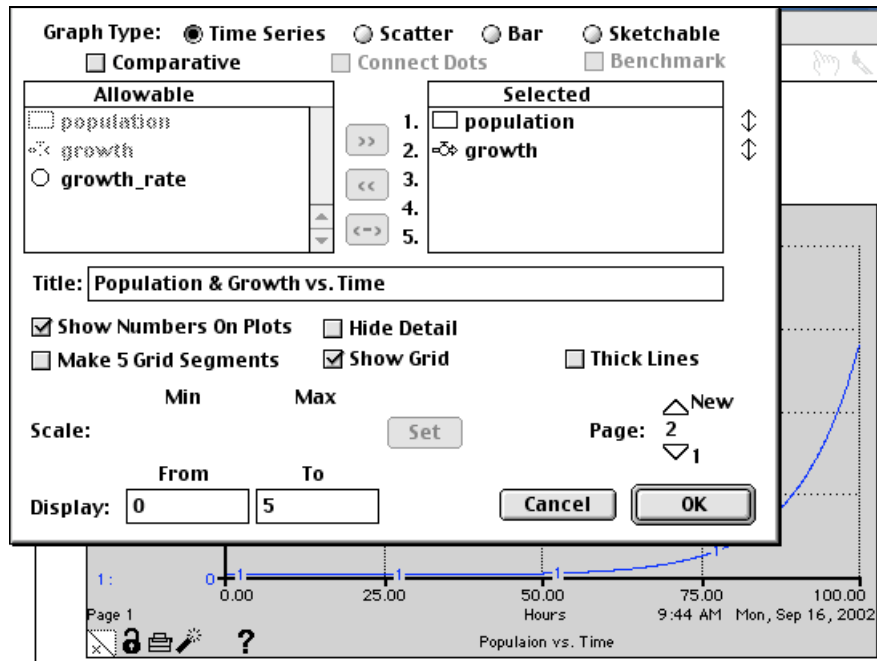 Graph Type: Time Series Scatter Bar Sketchable
Comparative Connect Dots Benchmark
Allowable Selected
population 1. population
growth >> 2. growth
growth_rate << 3.
4.
<-> 5.
Title: Population & Growth vs. Time
Show Numbers On Plots Hide Detail
Make 5 Grid Segments Show Grid Thick Lines
Min Max New
Scale: Set Page: 2
1
From To
Display: 0 5 Cancel OK
1
1: 0 1 1 1
0.00 25.00 50.00 75.00 100.00
Page 1 Hours 9:44 AM Mon, Sep 16, 2002
? Populaion vs. Time